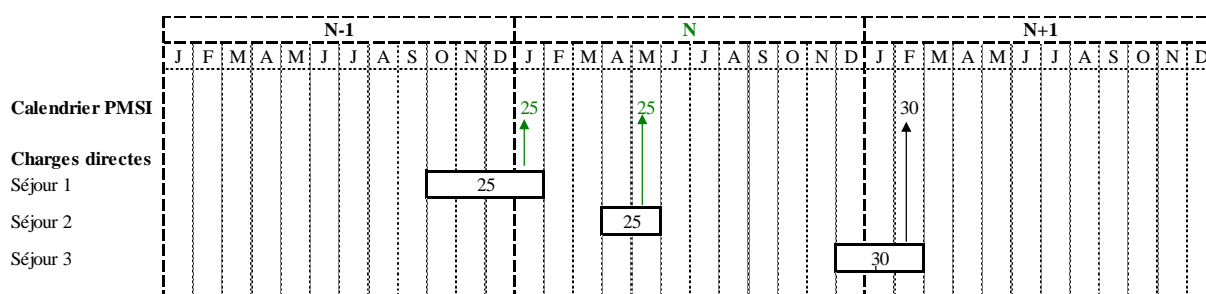 N-1 N N+1
J F M A M J J A S O N D J F M A M J J A S O N D J F M A M J J A S O N D
Calendrier PMSI 25 25 30
Charges directes
Séjour 1 25
Séjour 2 25
Séjour 3 30